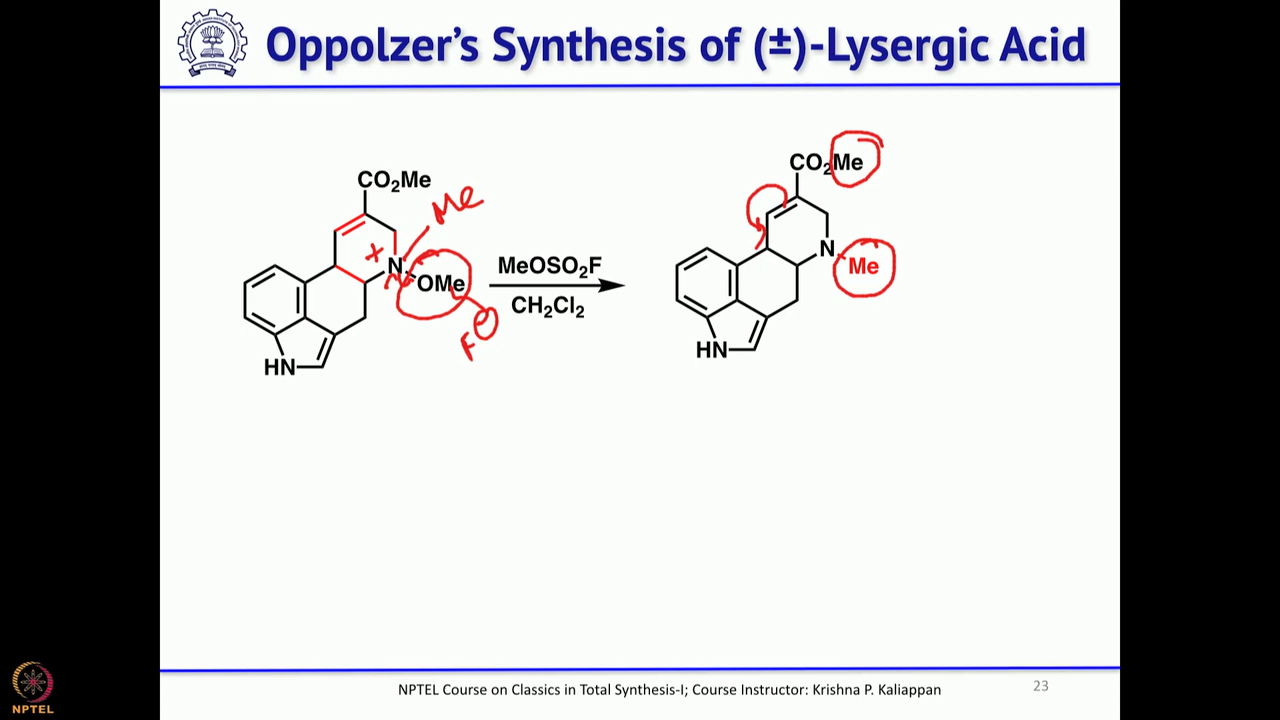 Oppolzer's Synthesis of (±)-Lysergic Acid
CO₂Me
Me
N
OMe
F⊖
+
HN
MeOSO₂F
CH₂Cl₂
CO₂Me
N
Me
HN
NPTEL Course on Classics in Total Synthesis-I; Course Instructor: Krishna P. Kaliappan
23
NPTEL